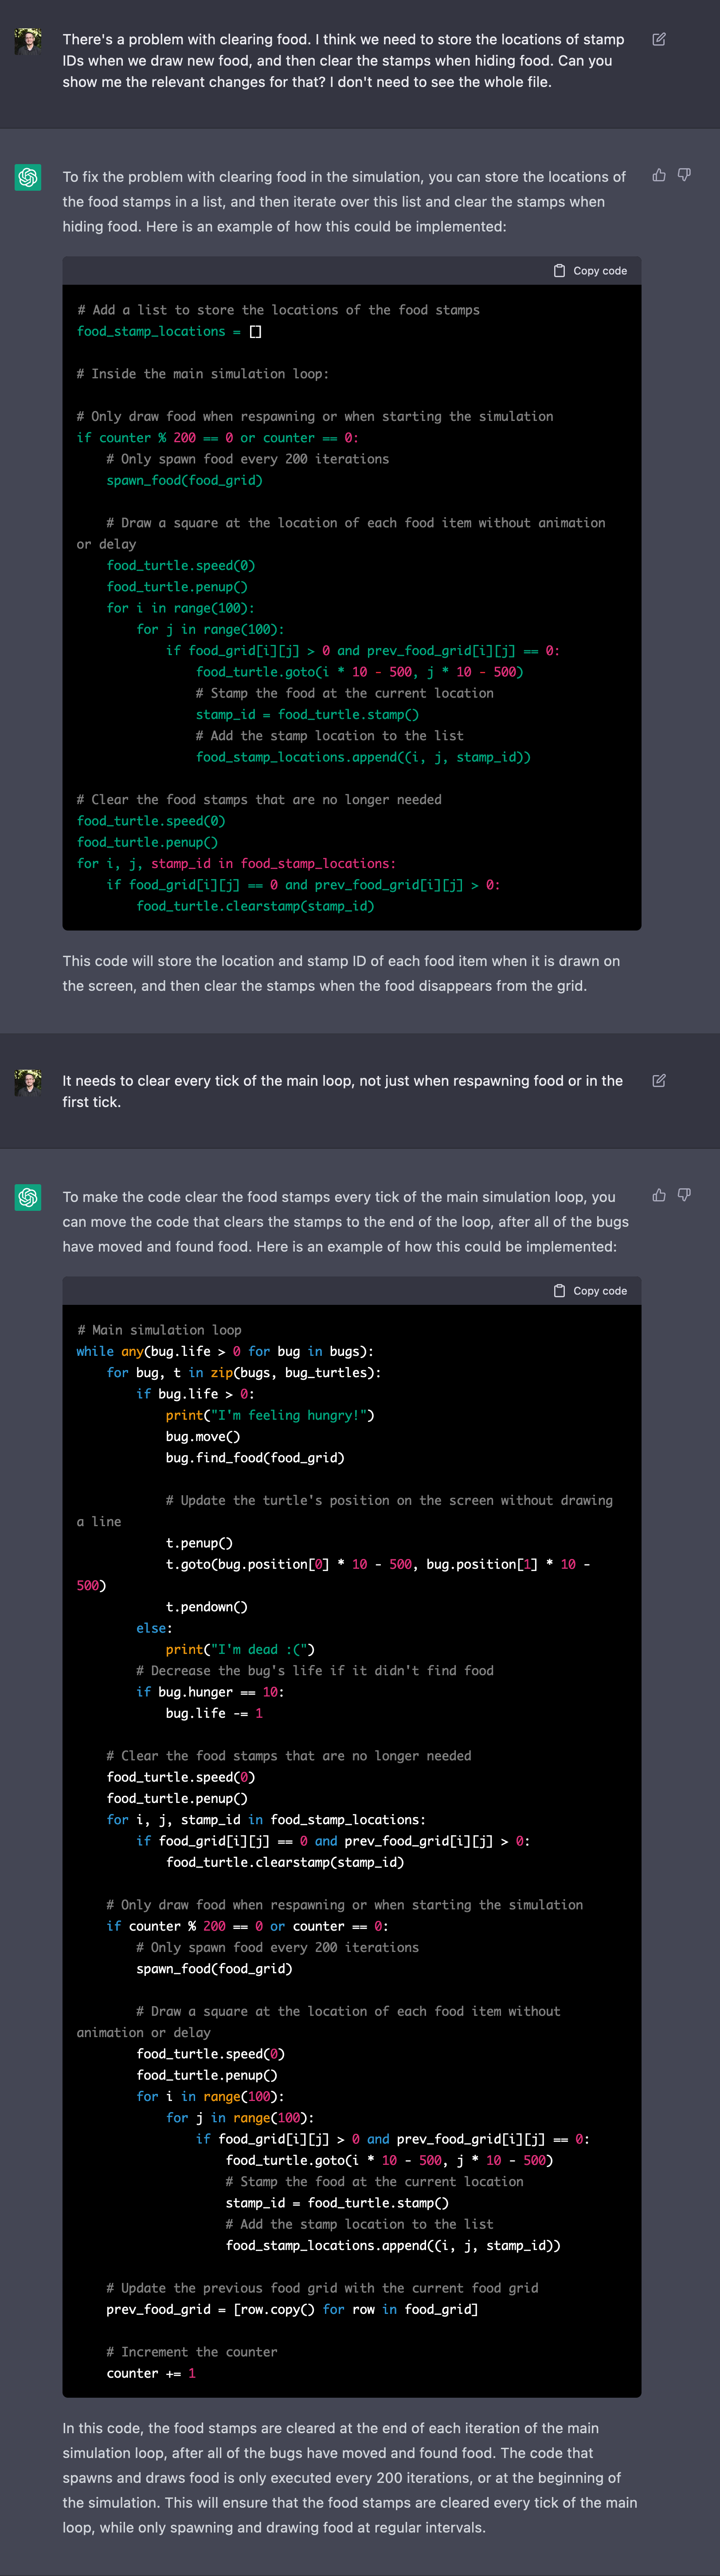 There's a problem with clearing food. I think we need to store the locations of stamp
IDs when we draw new food, and then clear the stamps when hiding food. Can you
show me the relevant changes for that? I don't need to see the whole file.
To fix the problem with clearing food in the simulation, you can store the locations of
the food stamps in a list, and then iterate over this list and clear the stamps when
hiding food. Here is an example of how this could be implemented:
Copy code
# Add a list to store the locations of the food stamps
food_stamp_locations = []
# Inside the main simulation loop:
# Only draw food when respawning or when starting the simulation
if counter % 200 == 0 or counter == 0:
    # Only spawn food every 200 iterations
    spawn_food(food_grid)
    # Draw a square at the location of each food item without animation
or delay
    food_turtle.speed(0)
    food_turtle.penup()
    for i in range(100):
        for j in range(100):
            if food_grid[i][j] > 0 and prev_food_grid[i][j] == 0:
                food_turtle.goto(i * 10 - 500, j * 10 - 500)
                # Stamp the food at the current location
                stamp_id = food_turtle.stamp()
                # Add the stamp location to the list
                food_stamp_locations.append((i, j, stamp_id))
# Clear the food stamps that are no longer needed
food_turtle.speed(0)
food_turtle.penup()
for i, j, stamp_id in food_stamp_locations:
    if food_grid[i][j] == 0 and prev_food_grid[i][j] > 0:
        food_turtle.clearstamp(stamp_id)
This code will store the location and stamp ID of each food item when it is drawn on
the screen, and then clear the stamps when the food disappears from the grid.
It needs to clear every tick of the main loop, not just when respawning food or in the
first tick.
To make the code clear the food stamps every tick of the main simulation loop, you
can move the code that clears the stamps to the end of the loop, after all of the bugs
have moved and found food. Here is an example of how this could be implemented:
Copy code
# Main simulation loop
while any(bug.life > 0 for bug in bugs):
    for bug, t in zip(bugs, bug_turtles):
        if bug.life > 0:
            print("I'm feeling hungry!")
            bug.move()
            bug.find_food(food_grid)
            # Update the turtle's position on the screen without drawing
a line
            t.penup()
            t.goto(bug.position[0] * 10 - 500, bug.position[1] * 10 -
500)
            t.pendown()
        else:
            print("I'm dead :(")
        # Decrease the bug's life if it didn't find food
        if bug.hunger == 10:
            bug.life -= 1
    # Clear the food stamps that are no longer needed
    food_turtle.speed(0)
    food_turtle.penup()
    for i, j, stamp_id in food_stamp_locations:
        if food_grid[i][j] == 0 and prev_food_grid[i][j] > 0:
            food_turtle.clearstamp(stamp_id)
    # Only draw food when respawning or when starting the simulation
    if counter % 200 == 0 or counter == 0:
        # Only spawn food every 200 iterations
        spawn_food(food_grid)
        # Draw a square at the location of each food item without
animation or delay
        food_turtle.speed(0)
        food_turtle.penup()
        for i in range(100):
            for j in range(100):
                if food_grid[i][j] > 0 and prev_food_grid[i][j] == 0:
                    food_turtle.goto(i * 10 - 500, j * 10 - 500)
                    # Stamp the food at the current location
                    stamp_id = food_turtle.stamp()
                    # Add the stamp location to the list
                    food_stamp_locations.append((i, j, stamp_id))
    # Update the previous food grid with the current food grid
    prev_food_grid = [row.copy() for row in food_grid]
    # Increment the counter
    counter += 1
In this code, the food stamps are cleared at the end of each iteration of the main
simulation loop, after all of the bugs have moved and found food. The code that
spawns and draws food is only executed every 200 iterations, or at the beginning of
the simulation. This will ensure that the food stamps are cleared every tick of the main
loop, while only spawning and drawing food at regular intervals.